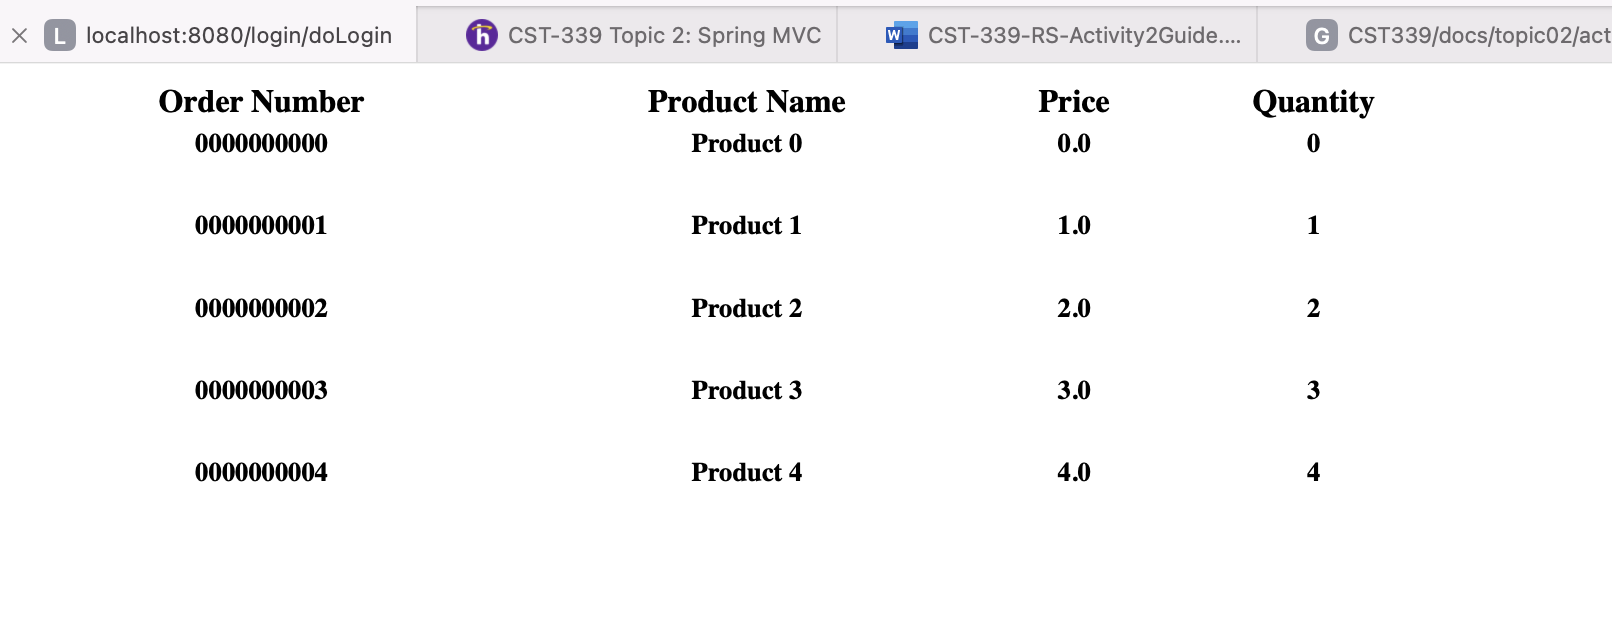 L localhost:8080/login/doLogin h CST-339 Topic 2: Spring MVC W CST-339-RS-Activity2Guide.... G CST339/docs/topic02/act
Order Number Product Name Price Quantity
0000000000 Product 0 0.0 0
0000000001 Product 1 1.0 1
0000000002 Product 2 2.0 2
0000000003 Product 3 3.0 3
0000000004 Product 4 4.0 4